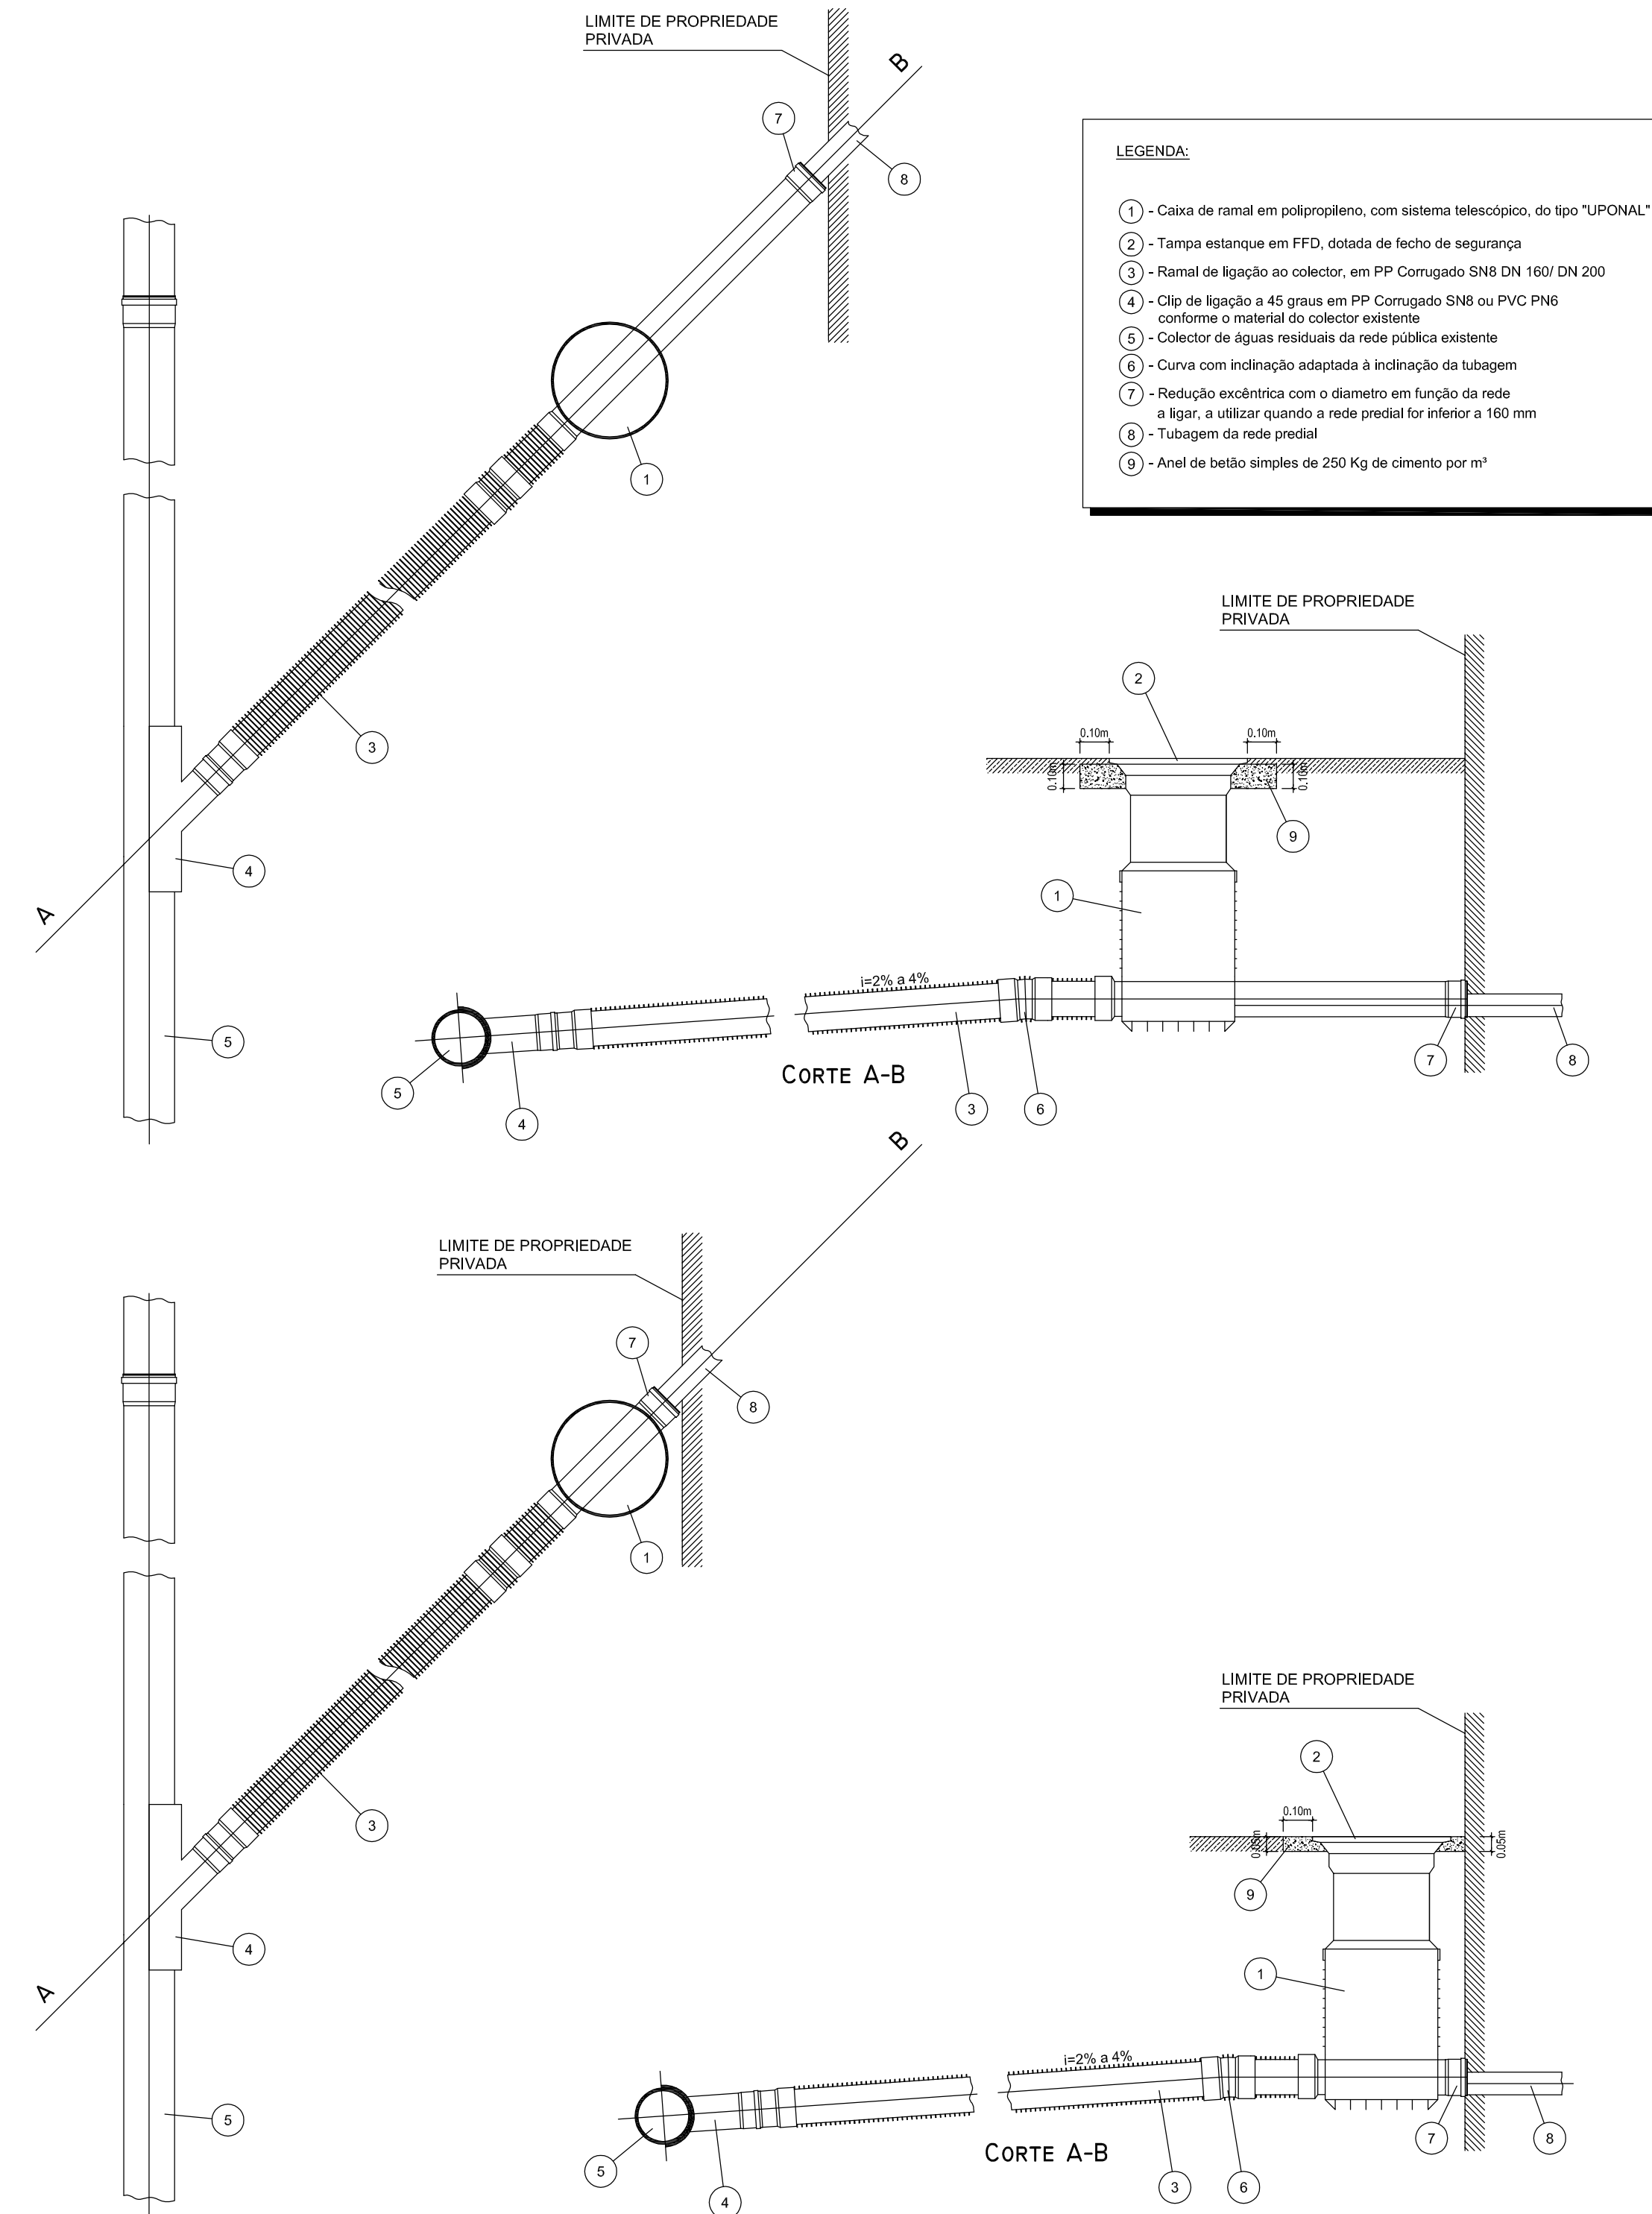 LIMITE DE PROPRIEDADE
PRIVADA
B
7
8
1
3
4
A
5
LEGENDA:
1 - Caixa de ramal em polipropileno, com sistema telescópico, do tipo "UPONAL"
2 - Tampa estanque em FFD, dotada de fecho de segurança
3 - Ramal de ligação ao colector, em PP Corrugado SN8 DN 160/ DN 200
4 - Clip de ligação a 45 graus em PP Corrugado SN8 ou PVC PN6
conforme o material do colector existente
5 - Colector de águas residuais da rede pública existente
6 - Curva com inclinação adaptada à inclinação da tubagem
7 - Redução excêntrica com o diametro em função da rede
a ligar, a utilizar quando a rede predial for inferior a 160 mm
8 - Tubagem da rede predial
9 - Anel de betão simples de 250 Kg de cimento por m³
LIMITE DE PROPRIEDADE
PRIVADA
2
0.10m
0.10m
0.10m
0.10m
9
1
i=2% a 4%
5
4
3
6
7
8
CORTE A-B
LIMITE DE PROPRIEDADE
PRIVADA
B
7
8
1
3
4
A
5
LIMITE DE PROPRIEDADE
PRIVADA
2
0.10m
0.05m
0.05m
9
1
i=2% a 4%
5
4
3
6
7
8
CORTE A-B